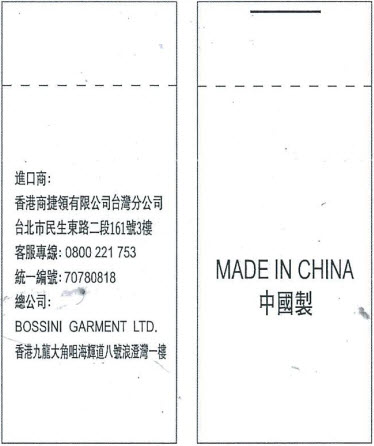 進口商:
香港商捷領有限公司台灣分公司
台北市民生東路二段161號3樓
客服專線: 0800 221 753
統一編號: 70780818
總公司:
BOSSINI GARMENT LTD.
香港九龍大角咀海輝道八號浪澄灣一樓
MADE IN CHINA
中國製